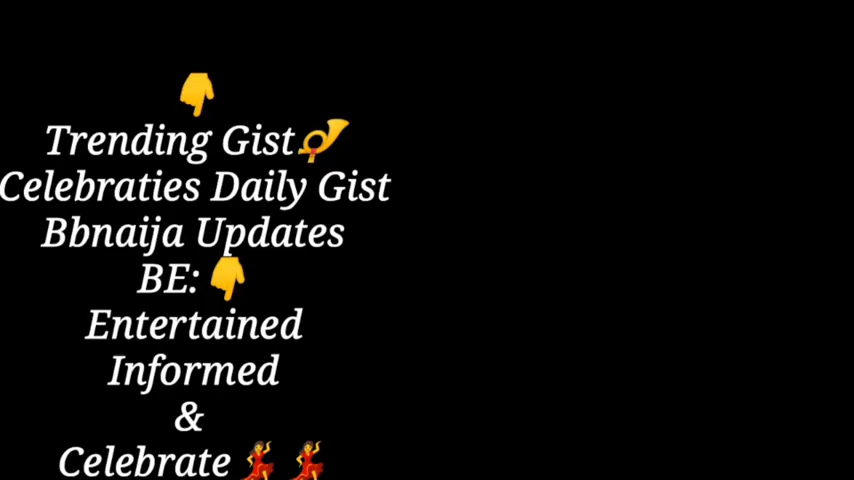 👇
Trending Gist📯
Celebraties Daily Gist
Bbnaija Updates
BE: 👇
Entertained
Informed
&
Celebrate 💃 💃